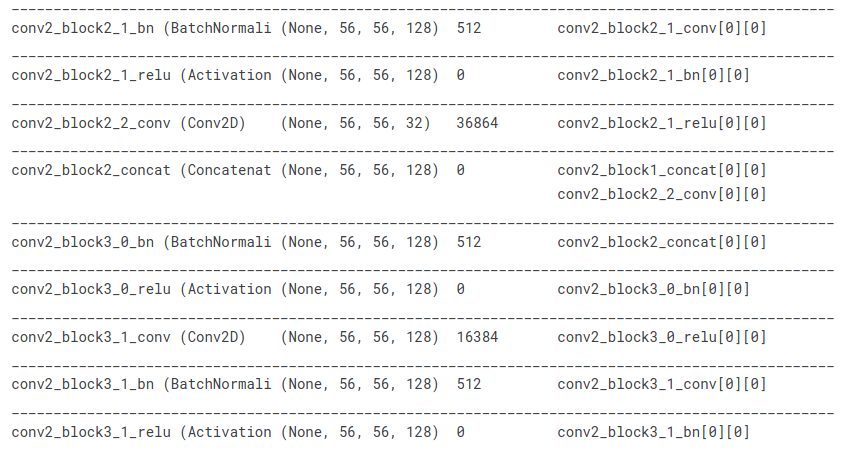 conv2_block2_1_bn (BatchNormali (None, 56, 56, 128) 512 conv2_block2_1_conv[0][0]
conv2_block2_1_relu (Activation (None, 56, 56, 128) 0 conv2_block2_1_bn[0][0]
conv2_block2_2_conv (Conv2D) (None, 56, 56, 32) 36864 conv2_block2_1_relu[0][0]
conv2_block2_concat (Concatenat (None, 56, 56, 128) 0 conv2_block1_concat[0][0]
conv2_block2_2_conv[0][0]
conv2_block3_0_bn (BatchNormali (None, 56, 56, 128) 512 conv2_block2_concat[0][0]
conv2_block3_0_relu (Activation (None, 56, 56, 128) 0 conv2_block3_0_bn[0][0]
conv2_block3_1_conv (Conv2D) (None, 56, 56, 128) 16384 conv2_block3_0_relu[0][0]
conv2_block3_1_bn (BatchNormali (None, 56, 56, 128) 512 conv2_block3_1_conv[0][0]
conv2_block3_1_relu (Activation (None, 56, 56, 128) 0 conv2_block3_1_bn[0][0]